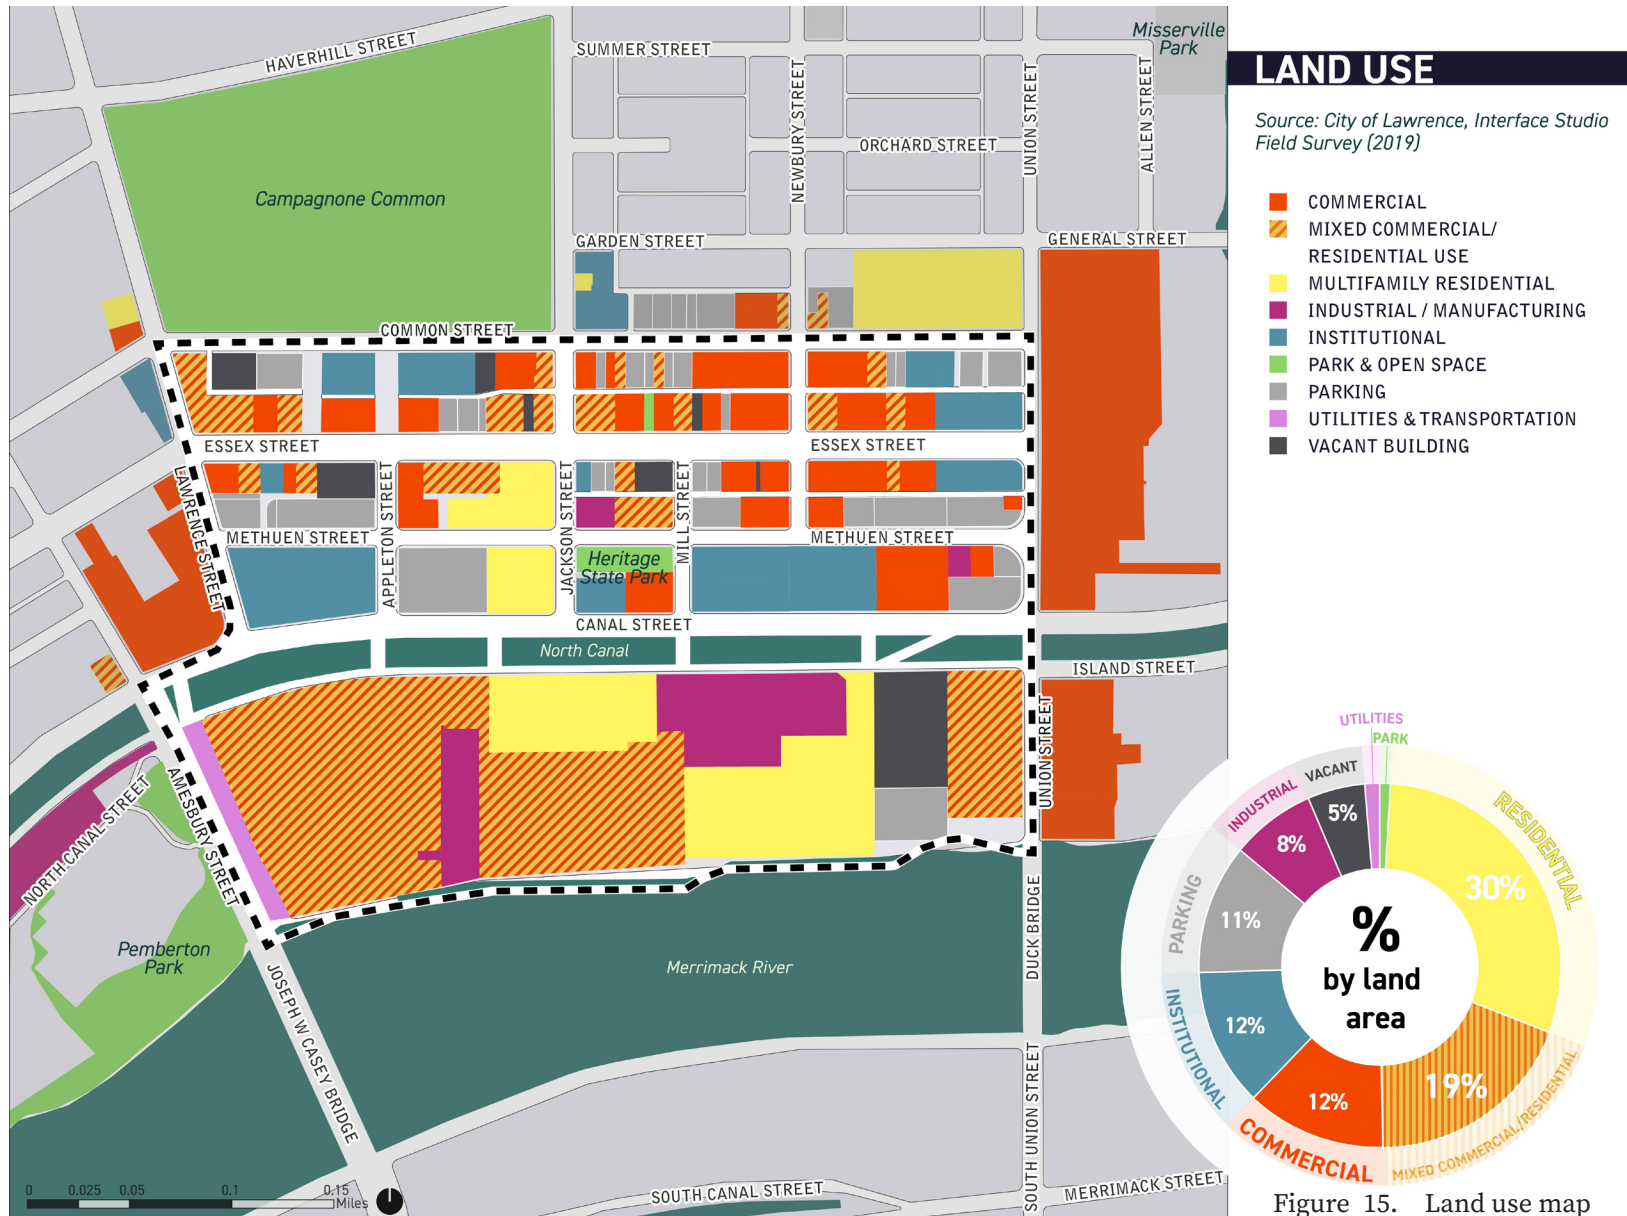 HAVERHILL STREET
SUMMER STREET
Misserville
Park
NEWBURY STREET
UNION STREET
ALLEN STREET
ORCHARD STREET
Campagnone Common
GARDEN STREET
GENERAL STREET
COMMON STREET
ESSEX STREET
ESSEX STREET
LAWRENCE STREET
APPLETON STREET
JACKSON STREET
MILL STREET
METHUEN STREET
METHUEN STREET
Heritage
State Park
CANAL STREET
North Canal
ISLAND STREET
UNION STREET
AMESBURY STREET
NORTH CANAL STREET
Pemberton
Park
Merrimack River
DUCK BRIDGE
JOSEPH W CASEY BRIDGE
SOUTH UNION STREET
SOUTH CANAL STREET
MERRIMACK STREET
0 0.025 0.05 0.1 0.15
Miles
LAND USE
Source: City of Lawrence, Interface Studio
Field Survey (2019)
COMMERCIAL
MIXED COMMERCIAL/
RESIDENTIAL USE
MULTIFAMILY RESIDENTIAL
INDUSTRIAL / MANUFACTURING
INSTITUTIONAL
PARK & OPEN SPACE
PARKING
UTILITIES & TRANSPORTATION
VACANT BUILDING
UTILITIES
PARK
VACANT
5%
INDUSTRIAL
8%
RESIDENTIAL
30%
PARKING
11%
%
by land
area
INSTITUTIONAL
12%
COMMERCIAL
12%
MIXED COMMERCIAL/RESIDENTIAL
19%
Figure 15. Land use map